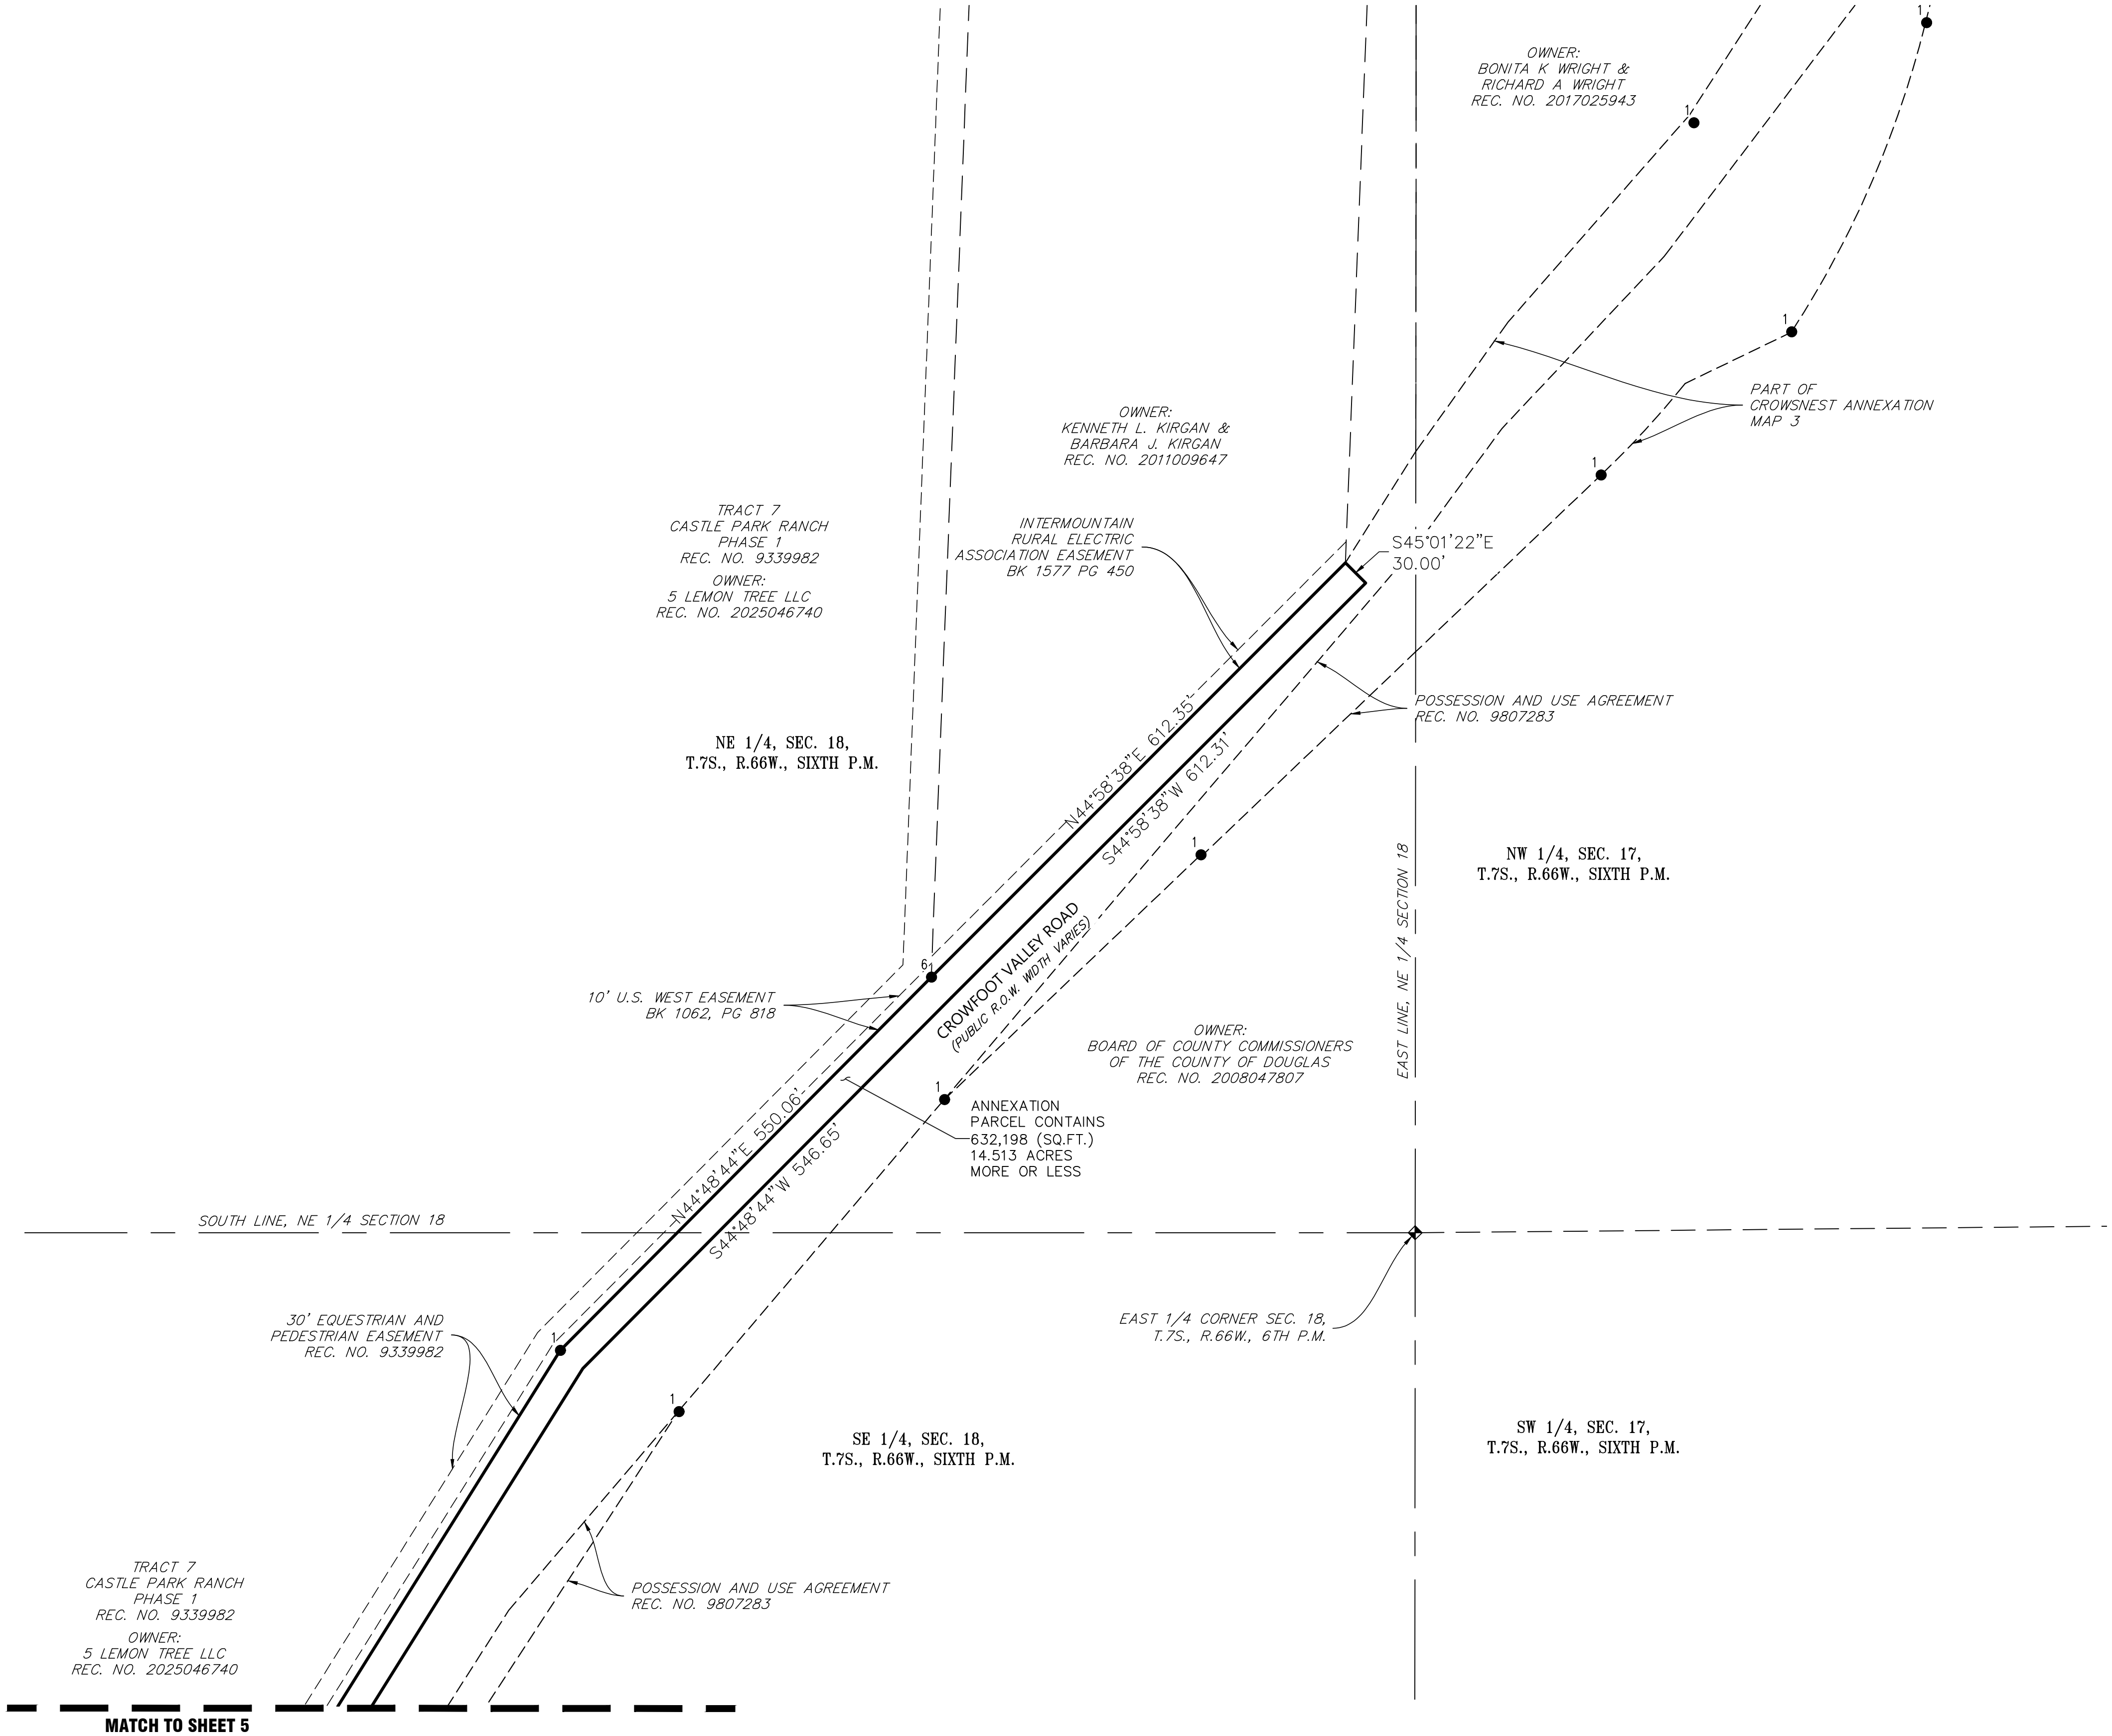 1
OWNER:
BONITA K WRIGHT &
RICHARD A WRIGHT
REC. NO. 2017025943
1
1
PART OF
CROWSNEST ANNEXATION
MAP 3
OWNER:
KENNETH L. KIRGAN &
BARBARA J. KIRGAN
REC. NO. 2011009647
1
TRACT 7
CASTLE PARK RANCH
PHASE 1
REC. NO. 9339982
OWNER:
5 LEMON TREE LLC
REC. NO. 2025046740
INTERMOUNTAIN
RURAL ELECTRIC
ASSOCIATION EASEMENT
BK 1577 PG 450
S45°01'22"E
30.00'
POSSESSION AND USE AGREEMENT
REC. NO. 9807283
N44°58'38"E 612.35'
S44°58'38"W 612.31'
NE 1/4, SEC. 18,
T.7S., R.66W., SIXTH P.M.
1
NW 1/4, SEC. 17,
T.7S., R.66W., SIXTH P.M.
EAST LINE, NE 1/4 SECTION 18
61
CROWFOOT VALLEY ROAD
(PUBLIC R.O.W. WIDTH VARIES)
10' U.S. WEST EASEMENT
BK 1062, PG 818
OWNER:
BOARD OF COUNTY COMMISSIONERS
OF THE COUNTY OF DOUGLAS
REC. NO. 2008047807
1
ANNEXATION
PARCEL CONTAINS
632,198 (SQ.FT.)
14.513 ACRES
MORE OR LESS
N44°48'44"E 550.06'
S44°48'44"W 546.65'
SOUTH LINE, NE 1/4 SECTION 18
30' EQUESTRIAN AND
PEDESTRIAN EASEMENT
REC. NO. 9339982
1
EAST 1/4 CORNER SEC. 18,
T.7S., R.66W., 6TH P.M.
1
SE 1/4, SEC. 18,
T.7S., R.66W., SIXTH P.M.
SW 1/4, SEC. 17,
T.7S., R.66W., SIXTH P.M.
TRACT 7
CASTLE PARK RANCH
PHASE 1
REC. NO. 9339982
OWNER:
5 LEMON TREE LLC
REC. NO. 2025046740
POSSESSION AND USE AGREEMENT
REC. NO. 9807283
MATCH TO SHEET 5